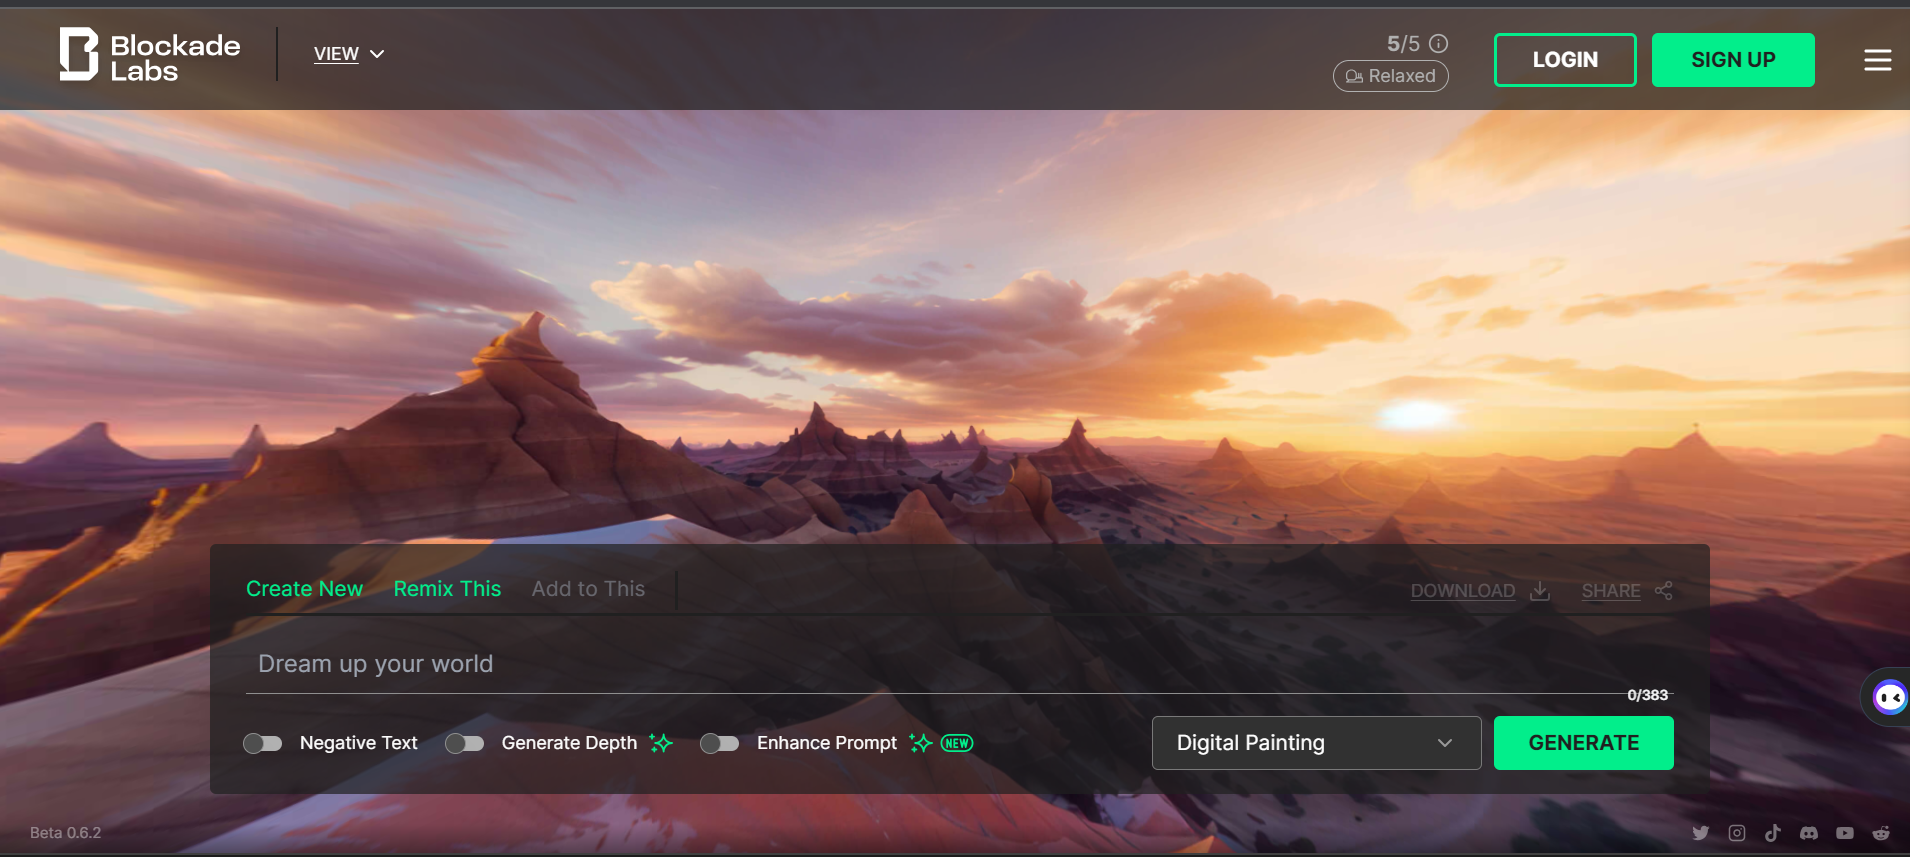 Blockade
Labs
VIEW
5/5
Relaxed
LOGIN
SIGN UP
Create New Remix This Add to This
DOWNLOAD SHARE
Dream up your world
0/383
Negative Text Generate Depth Enhance Prompt NEW
Digital Painting
GENERATE
Beta 0.6.2